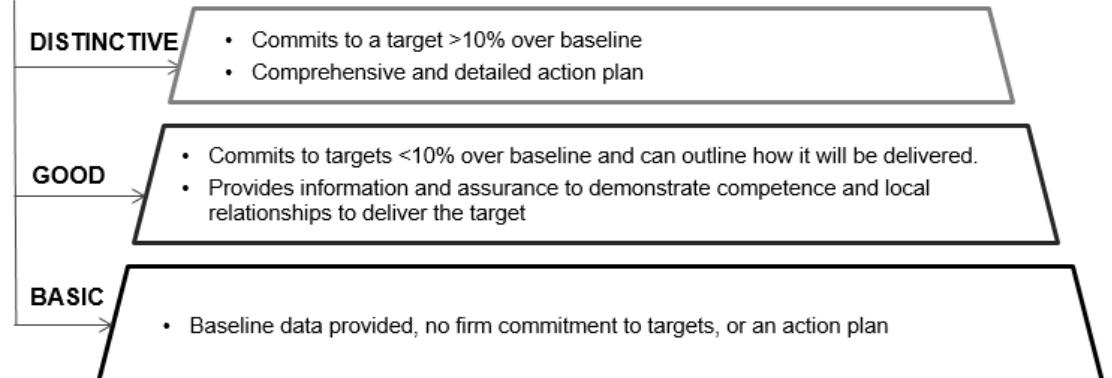 DISTINCTIVE
• Commits to a target >10% over baseline
• Comprehensive and detailed action plan
GOOD
• Commits to targets <10% over baseline and can outline how it will be delivered.
• Provides information and assurance to demonstrate competence and local
relationships to deliver the target
BASIC
• Baseline data provided, no firm commitment to targets, or an action plan